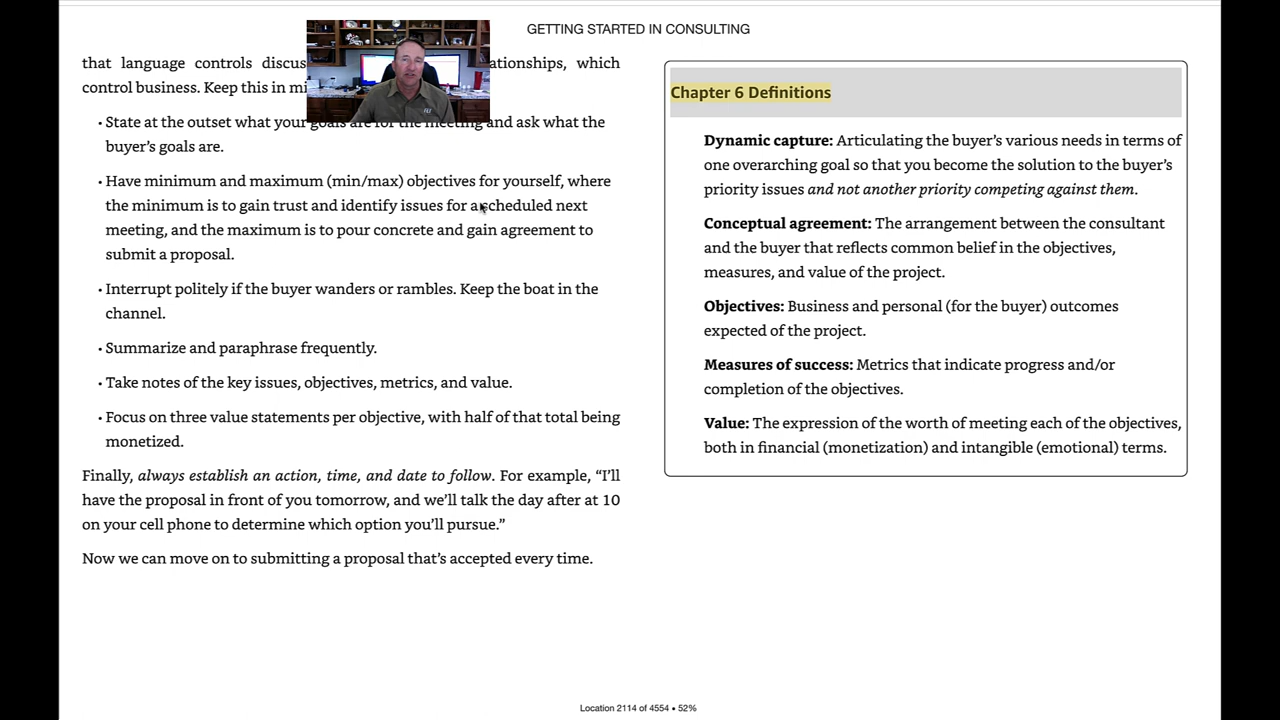 GETTING STARTED IN CONSULTING
that language controls discus
ationships, which
control business. Keep this in mi
• State at the outset what your goals are for the meeting and ask what the
buyer's goals are.
• Have minimum and maximum (min/max) objectives for yourself, where
the minimum is to gain trust and identify issues for a scheduled next
meeting, and the maximum is to pour concrete and gain agreement to
submit a proposal.
• Interrupt politely if the buyer wanders or rambles. Keep the boat in the
channel.
• Summarize and paraphrase frequently.
• Take notes of the key issues, objectives, metrics, and value.
• Focus on three value statements per objective, with half of that total being
monetized.
Finally, always establish an action, time, and date to follow. For example, “I'll
have the proposal in front of you tomorrow, and we'll talk the day after at 10
on your cell phone to determine which option you'll pursue.”
Now we can move on to submitting a proposal that's accepted every time.
Chapter 6 Definitions
Dynamic capture: Articulating the buyer's various needs in terms of
one overarching goal so that you become the solution to the buyer's
priority issues and not another priority competing against them.
Conceptual agreement: The arrangement between the consultant
and the buyer that reflects common belief in the objectives,
measures, and value of the project.
Objectives: Business and personal (for the buyer) outcomes
expected of the project.
Measures of success: Metrics that indicate progress and/or
completion of the objectives.
Value: The expression of the worth of meeting each of the objectives,
both in financial (monetization) and intangible (emotional) terms.
Location 2114 of 4554 • 52%